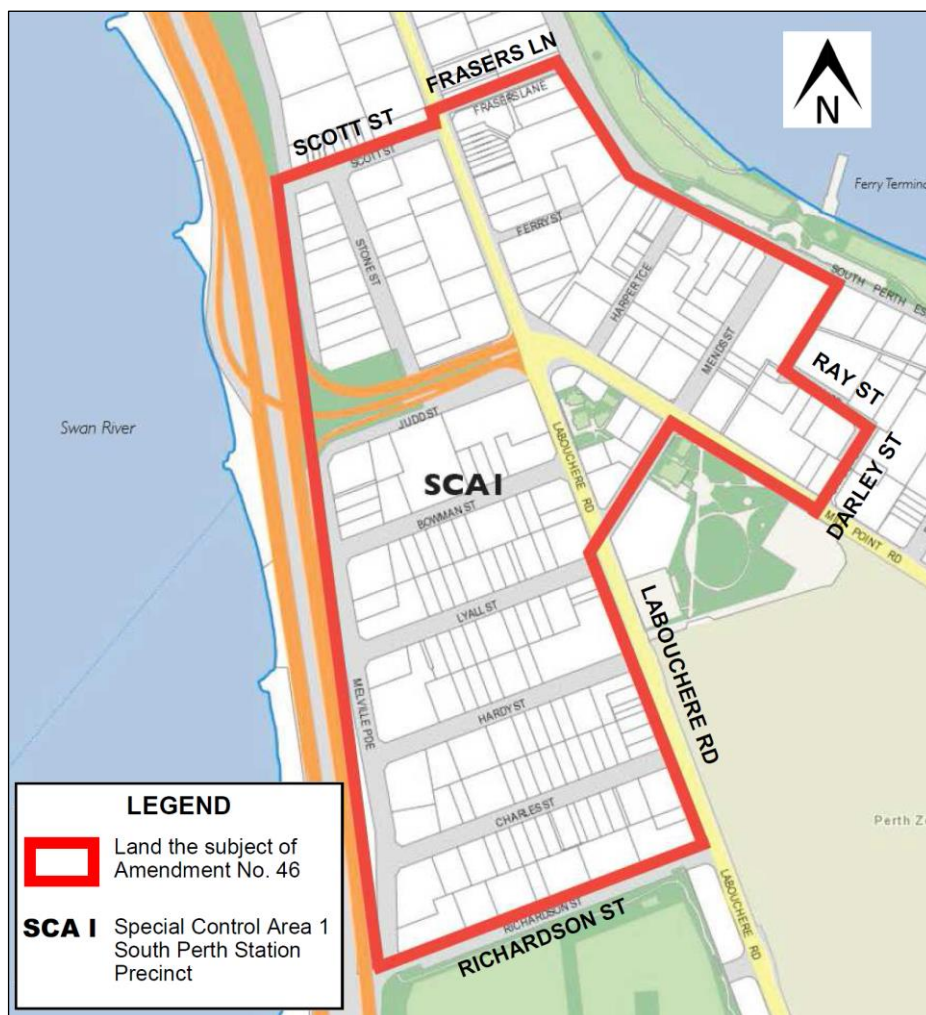 FRASERS LN
N
FRASERS LANE
SCOTT ST
SCOTT ST
Ferry Termina
FERRY ST
STONE ST
HARPER TCE
SOUTH PERTH ES
MENDS ST
RAY ST
JUDD ST
Swan River
LABOUCHERE RD
DARLEY ST
SCA I
MILL POINT RD
BOWMAN ST
LYALL ST
LABOUCHERE RD
MELVILLE PDE
HARDY ST
CHARLES ST
Perth Zo
LABOUCHERE RD
RICHARDSON ST
RICHARDSON ST
LEGEND
Land the subject of
Amendment No. 46
SCA I Special Control Area 1
South Perth Station
Precinct